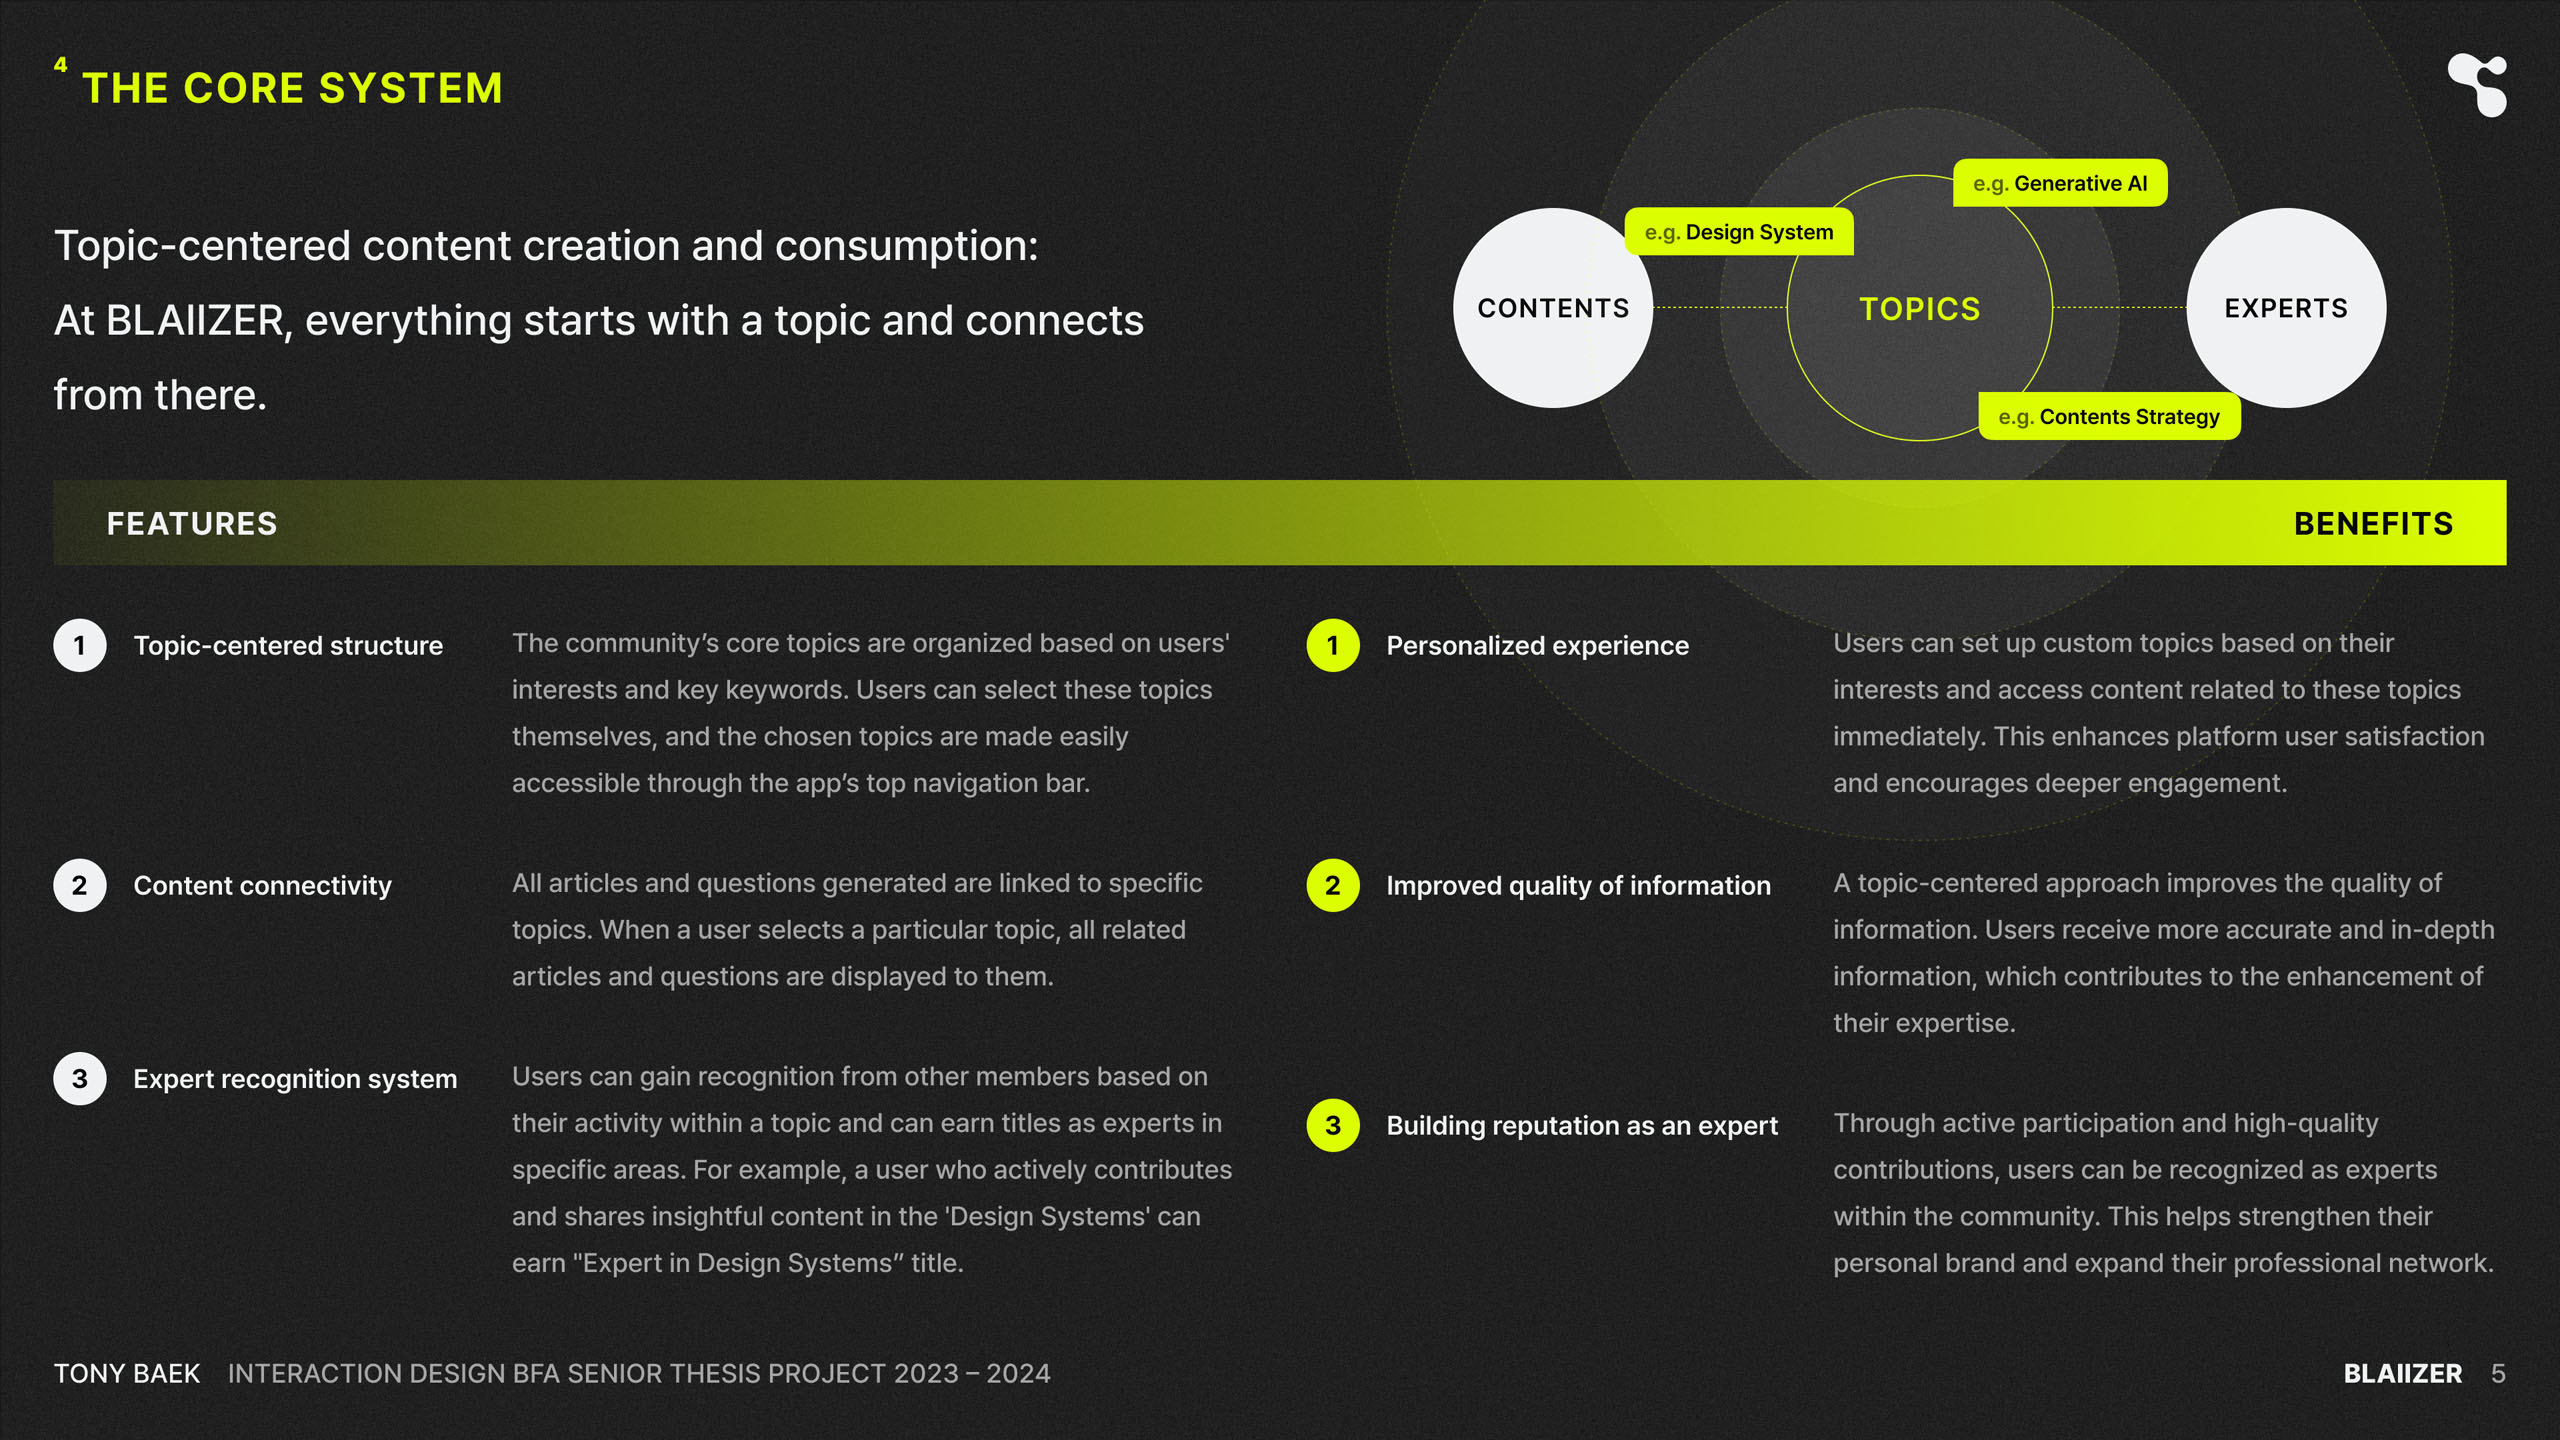 4 THE CORE SYSTEM
Topic-centered content creation and consumption:
At BLAIIZER, everything starts with a topic and connects
from there.
e.g. Generative AI
e.g. Design System
CONTENTS
TOPICS
EXPERTS
e.g. Contents Strategy
FEATURES
BENEFITS
1 Topic-centered structure
The community’s core topics are organized based on users'
interests and key keywords. Users can select these topics
themselves, and the chosen topics are made easily
accessible through the app’s top navigation bar.
2 Content connectivity
All articles and questions generated are linked to specific
topics. When a user selects a particular topic, all related
articles and questions are displayed to them.
3 Expert recognition system
Users can gain recognition from other members based on
their activity within a topic and can earn titles as experts in
specific areas. For example, a user who actively contributes
and shares insightful content in the 'Design Systems' can
earn "Expert in Design Systems” title.
1 Personalized experience
Users can set up custom topics based on their
interests and access content related to these topics
immediately. This enhances platform user satisfaction
and encourages deeper engagement.
2 Improved quality of information
A topic-centered approach improves the quality of
information. Users receive more accurate and in-depth
information, which contributes to the enhancement of
their expertise.
3 Building reputation as an expert
Through active participation and high-quality
contributions, users can be recognized as experts
within the community. This helps strengthen their
personal brand and expand their professional network.
TONY BAEK INTERACTION DESIGN BFA SENIOR THESIS PROJECT 2023 – 2024
BLAIIZER 5